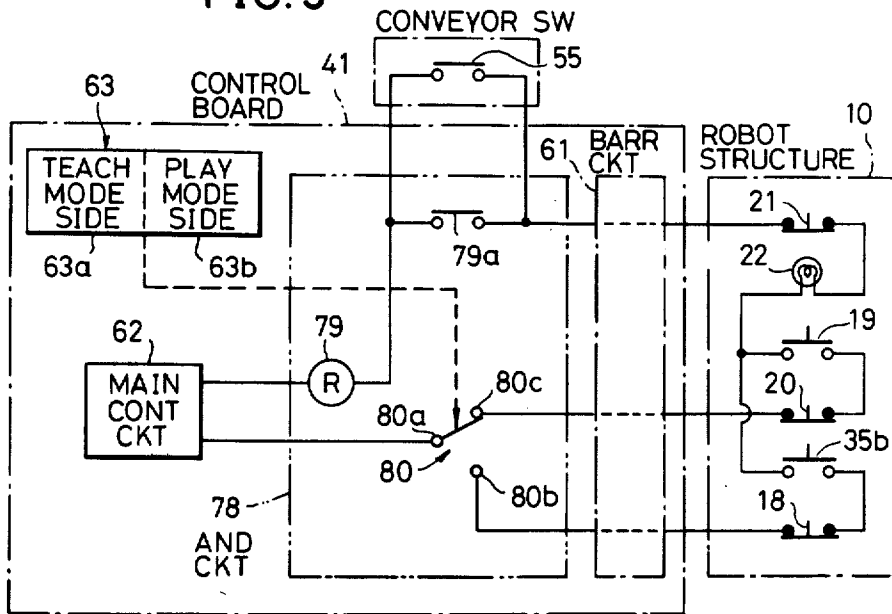 FIG. 5
CONVEYOR SW
55
CONTROL
BOARD
41
63
TEACH
MODE
SIDE
PLAY
MODE
SIDE
63a
63b
61
BARR
CKT
ROBOT
STRUCTURE
10
21
79a
22
79
R
19
62
MAIN
CONT
CKT
80c
80a
20
80
35b
80b
18
78
AND
CKT